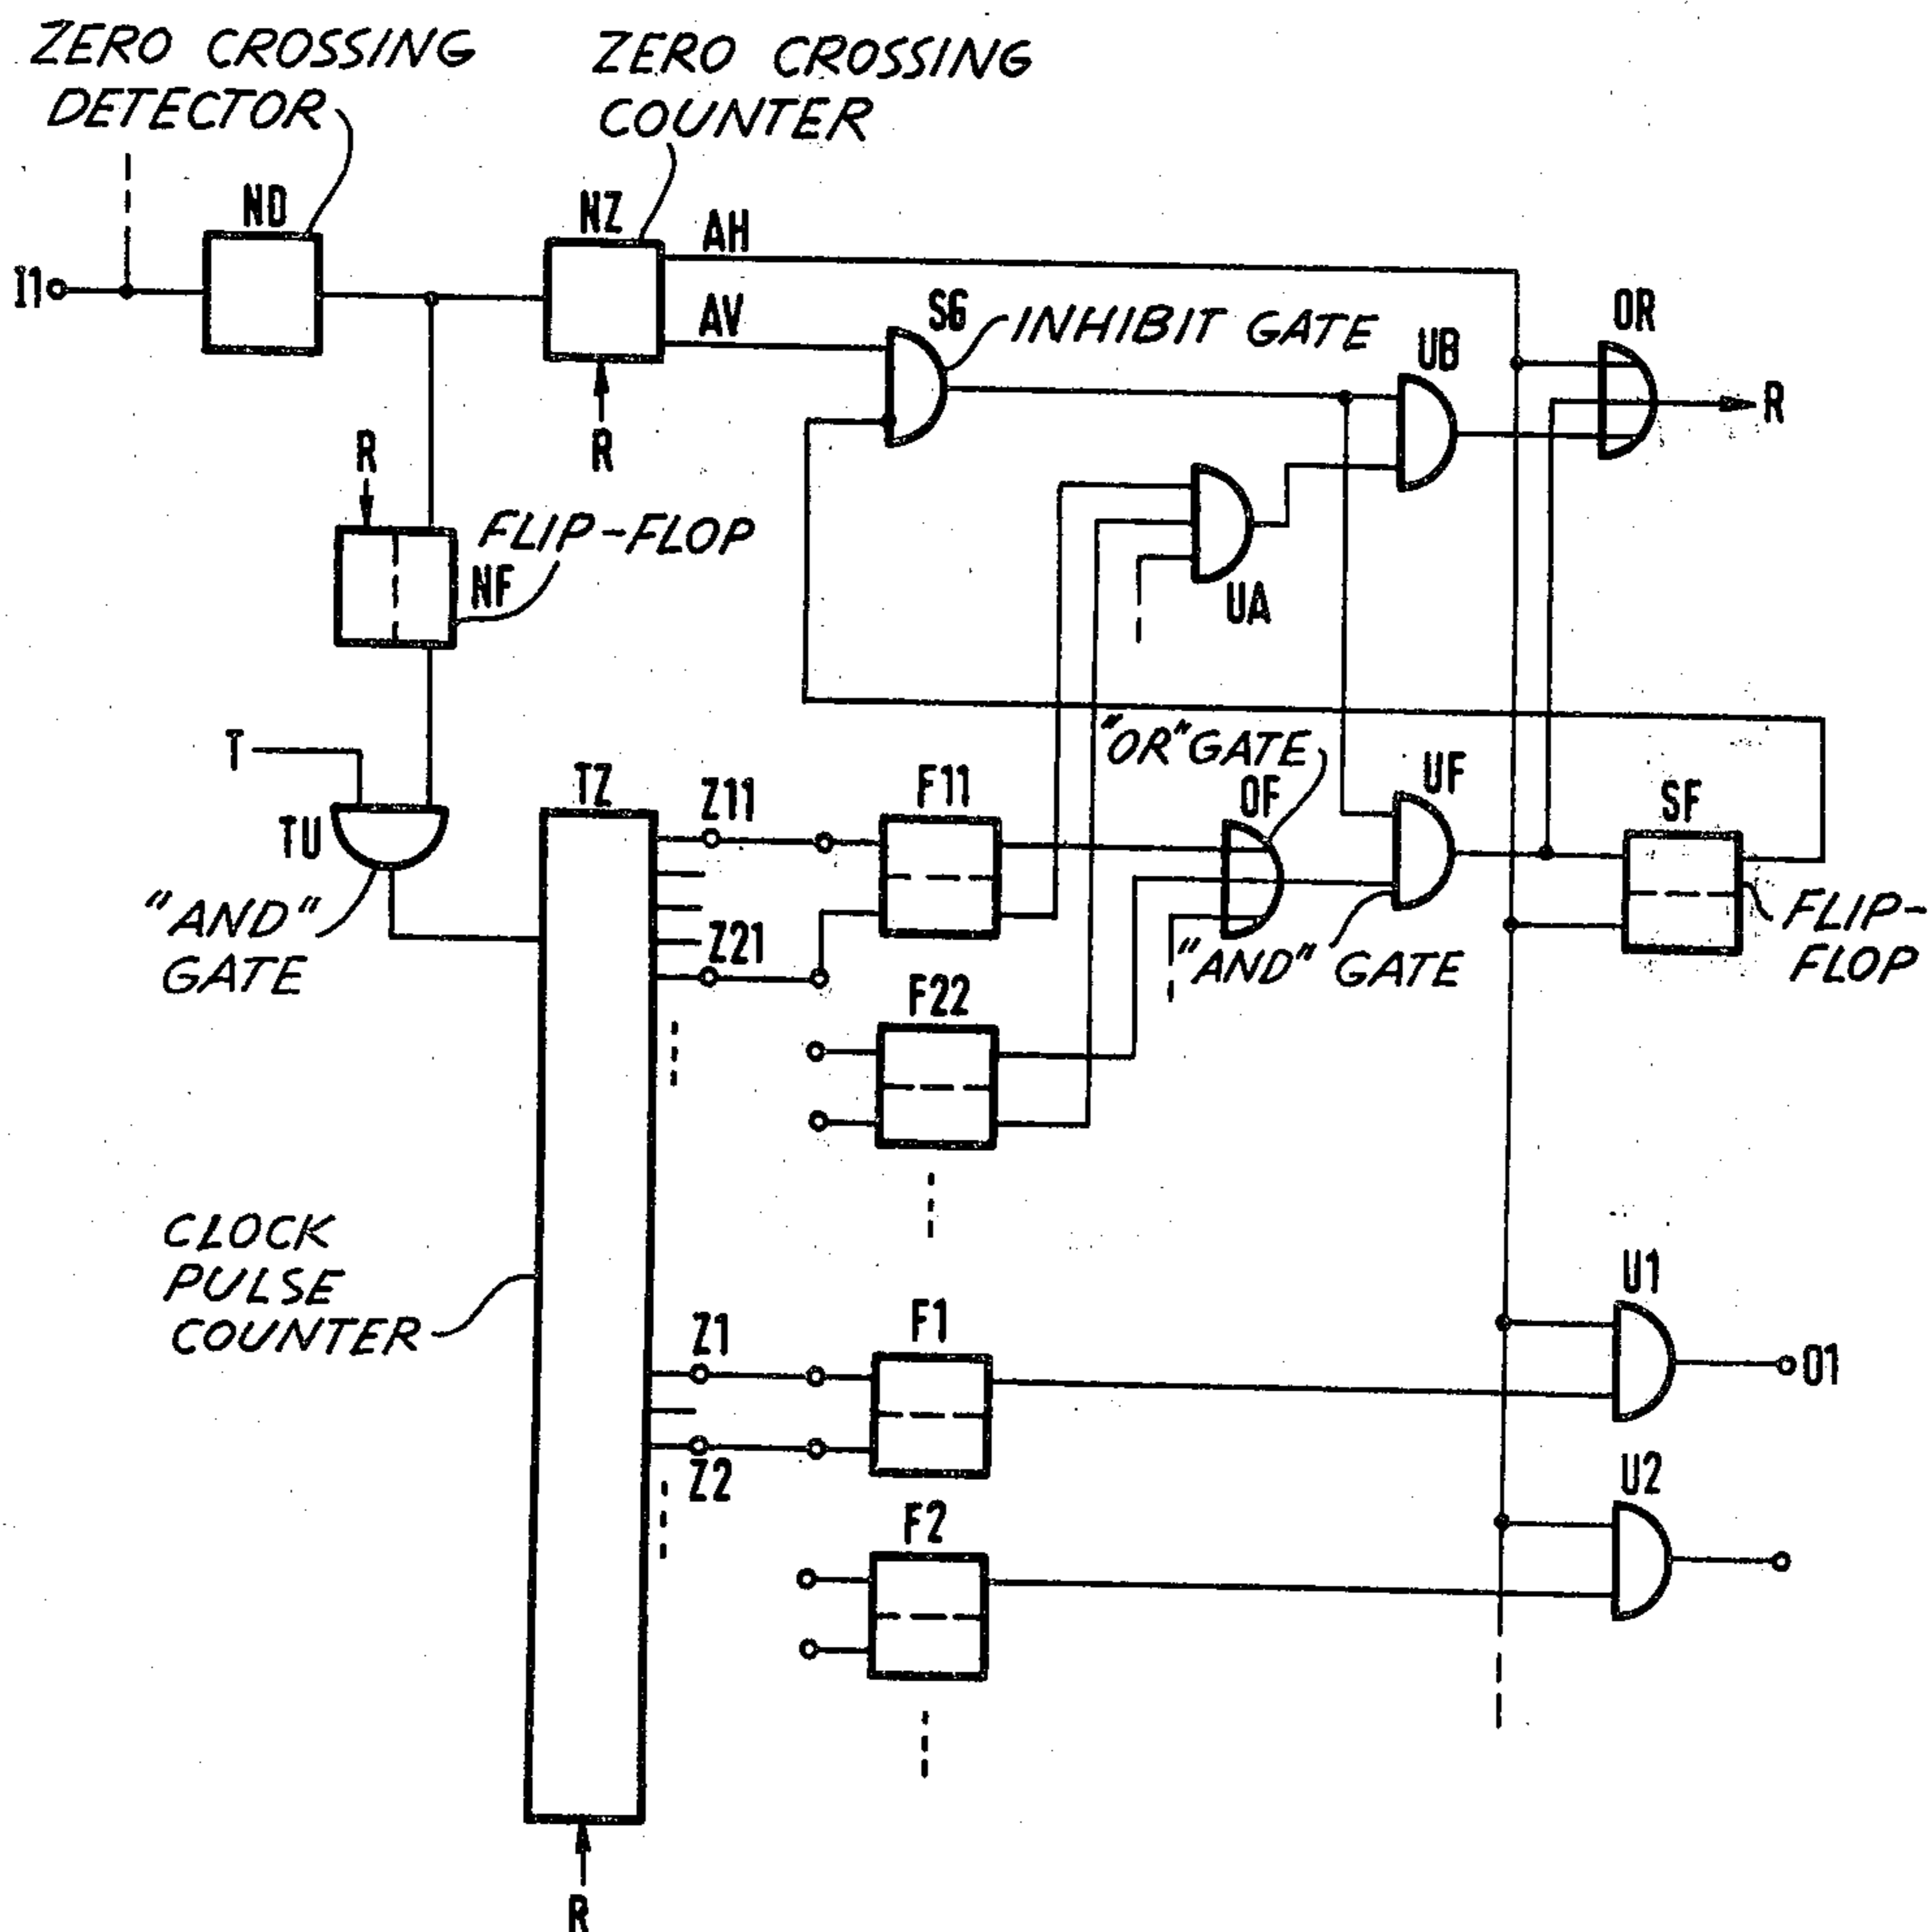 ZERO CROSSING
DETECTOR
ZERO CROSSING
COUNTER
ND
NZ
AH
I1
AV
SG
INHIBIT GATE
UB
OR
R
R
R
FLIP-FLOP
NF
UA
T
TZ
Z11
F11
"OR" GATE
OF
UF
SF
TU
"AND"
GATE
Z21
"AND" GATE
FLIP-
FLOP
F22
CLOCK
PULSE
COUNTER
Z1
F1
U1
O1
Z2
F2
U2
R